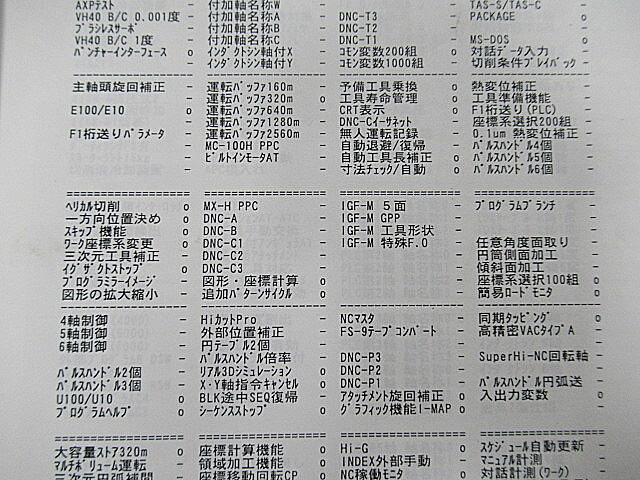 AXPテスト - 付加軸名称W - TAS-S/TAS-C -
VH40 B/C 0.001度 - 付加軸名称A - DNC-T3 - PACKAGE o
ブラシレスサーボ - 付加軸名称B - DNC-T2 -
VH40 B/C 1度 - 付加軸名称C - DNC-T1 - MS-DOS o
パンチャーインターフェース o インダクトシン軸付X - コモン変数200組 o 対話データ入力 -
インダクトシン軸付Y - コモン変数1000組 - 切削条件プレイバック -
主軸頭旋回補正 - 運転バッファ160m - 予備工具乗換 o 熱変位補正 -
運転バッファ320m o 工具寿命管理 o 工具準備機能 -
E100/E10 o 運転バッファ640m - CRT表示 o F1桁送り(PLC) -
運転バッファ1280m - DNC-Cイーサネット - 座標系選択200組 -
F1桁送りパラメータ - 運転バッファ2560m - 無人運転記録 - 0.1μm 熱変位補正 -
MC-100H PPC - 自動退避/復帰 - パルスハンドル4個 -
ビルトインモータAT - 自動工具長補正 o パルスハンドル5個 -
寸法チェック/自動 o パルスハンドル6個 -
ヘリカル切削 o MX-H PPC - IGF-M 5面 - プログラムブランチ -
一方向位置決め o DNC-A - IGF-M GPP -
スキップ機能 o DNC-B - IGF-M 工具形状 -
ワーク座標系変更 o DNC-C1 - IGF-M 特殊F.0 - 任意角度面取り -
三次元工具補正 - DNC-C2 - 円筒側面加工 -
イグザクトストップ o DNC-C3 - 傾斜面加工 -
プログラミラーイメージ - 図形・座標計算 o 座標系選択100組 o
図形の拡大縮小 - 追加パターンサイクル o 簡易ロードモニタ o
4軸制御 - HiカットPro - NCマスタ - 同期タッピング o
5軸制御 - 外部位置補正 - FS-9テープコンバート - 高精密VACタイプA -
6軸制御 - 円テーブル2個 -
パルスハンドル倍率 - DNC-P3 - SuperHi-NC回転軸 -
パルスハンドル2個 - リアル3Dシミュレーション o DNC-P2 -
パルスハンドル3個 - X・Y軸指令キャンセル o DNC-P1 - パルスハンドル円弧送 -
U100/U10 o BLK途中SEQ復帰 - アタッチメント旋回補正 o 入出力変数 o
プログラムヘルプ o シーケンスストップ o グラフィック機能I-MAP o
大容量ストア320m - 座標計算機能 o Hi-G - スケジュール自動更新 -
マルチボリューム運転 - 領域加工機能 o INDEX外部手動 - マニュアル計測 -
三次元円弧補間 - 座標移動回転CP o NC稼働モニタ - 対話計測(ワーク) -